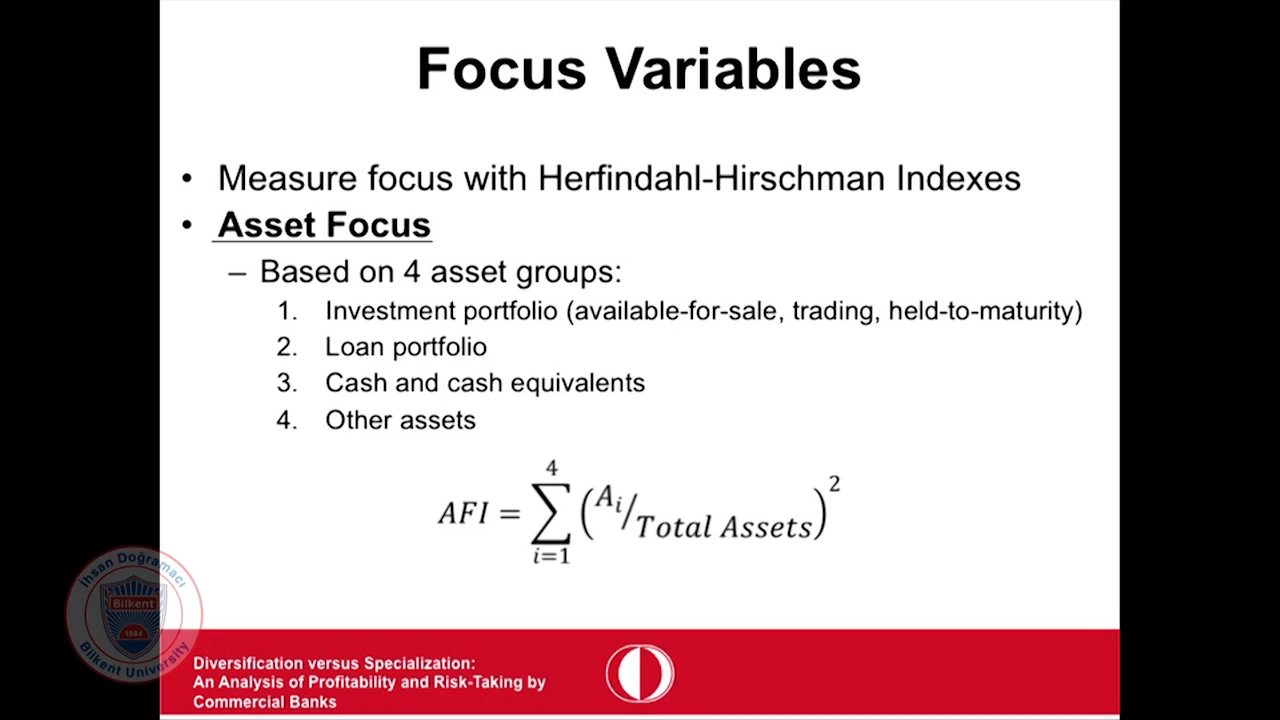 Focus Variables
• Measure focus with Herfindahl-Hirschman Indexes
• Asset Focus
– Based on 4 asset groups:
1. Investment portfolio (available-for-sale, trading, held-to-maturity)
2. Loan portfolio
3. Cash and cash equivalents
4. Other assets
AFI = ∑_{i=1}^{4} (A_i/Total Assets)^2
İhsan Doğramacı
Bilkent
1984
Bilkent University
Diversification versus Specialization:
An Analysis of Profitability and Risk-Taking by
Commercial Banks